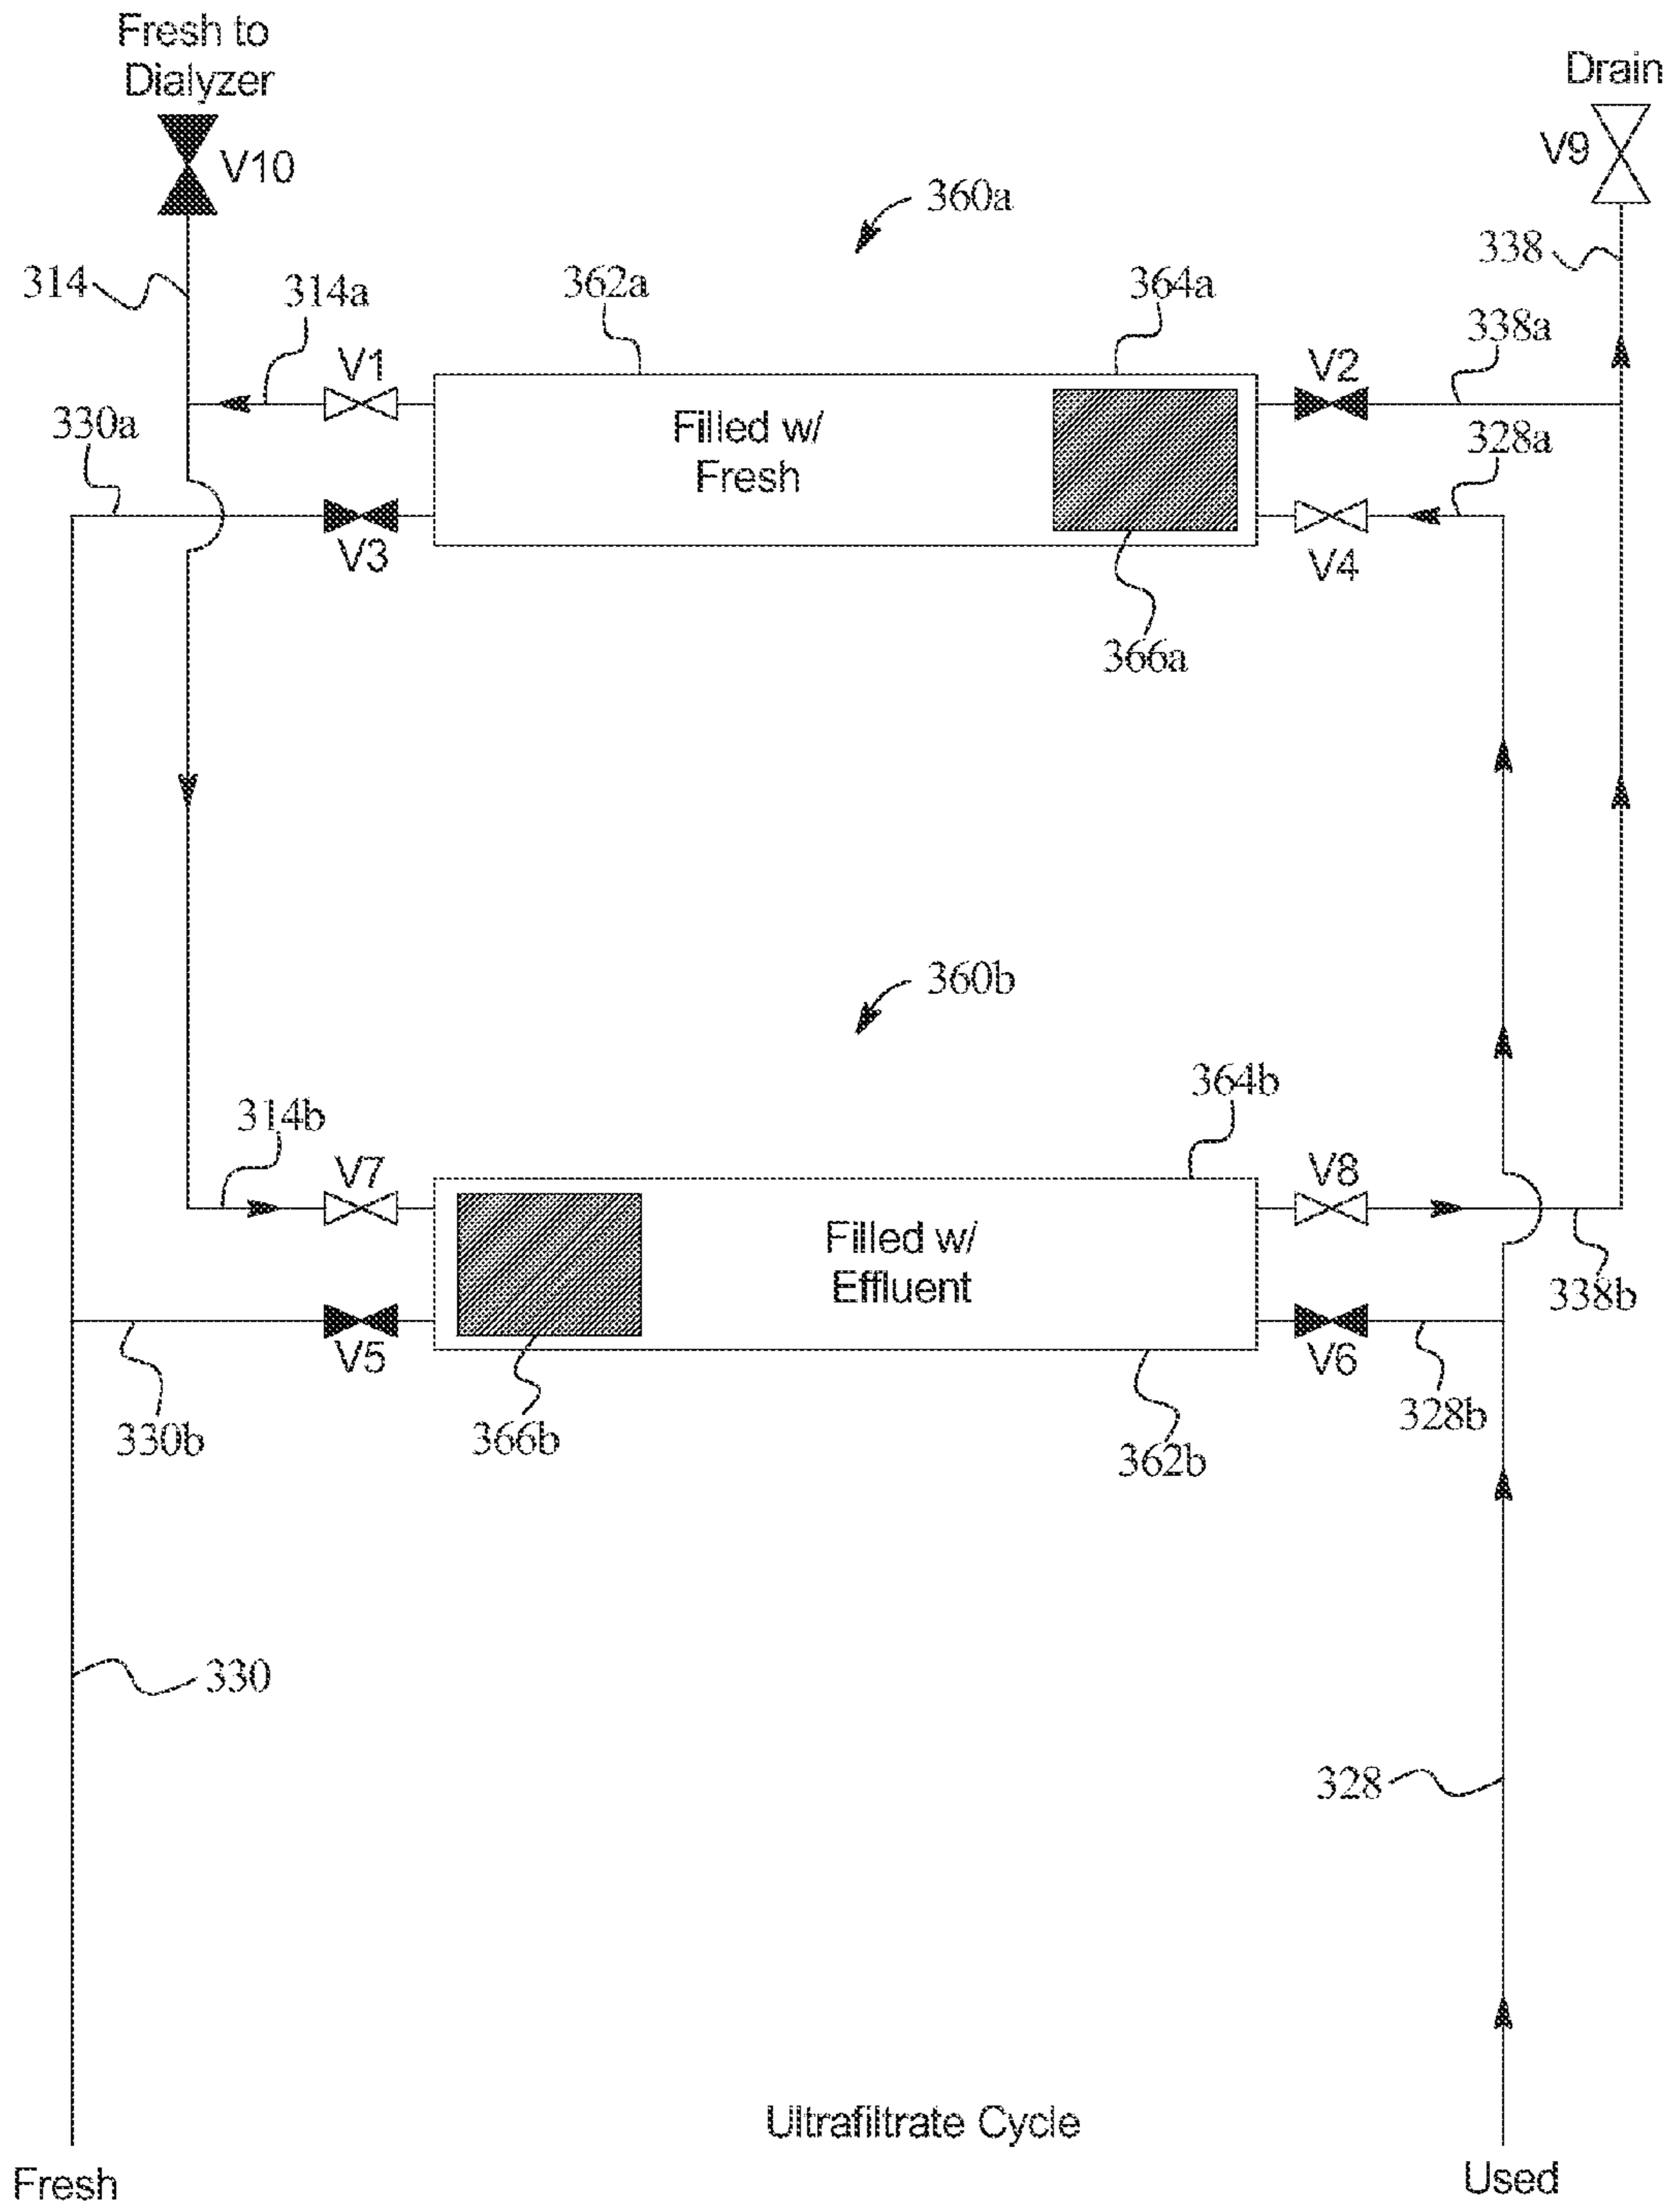 Fresh to
Dialyzer
Drain
V10
V9
360a
338
314
314a
362a
364a
338a
V1
V2
330a
Filled w/
Fresh
328a
V3
V4
366a
360b
364b
314b
V7
V8
Filled w/
Effluent
338b
V5
V6
330b
366b
328b
362b
330
328
Ultrafiltrate Cycle
Fresh
Used